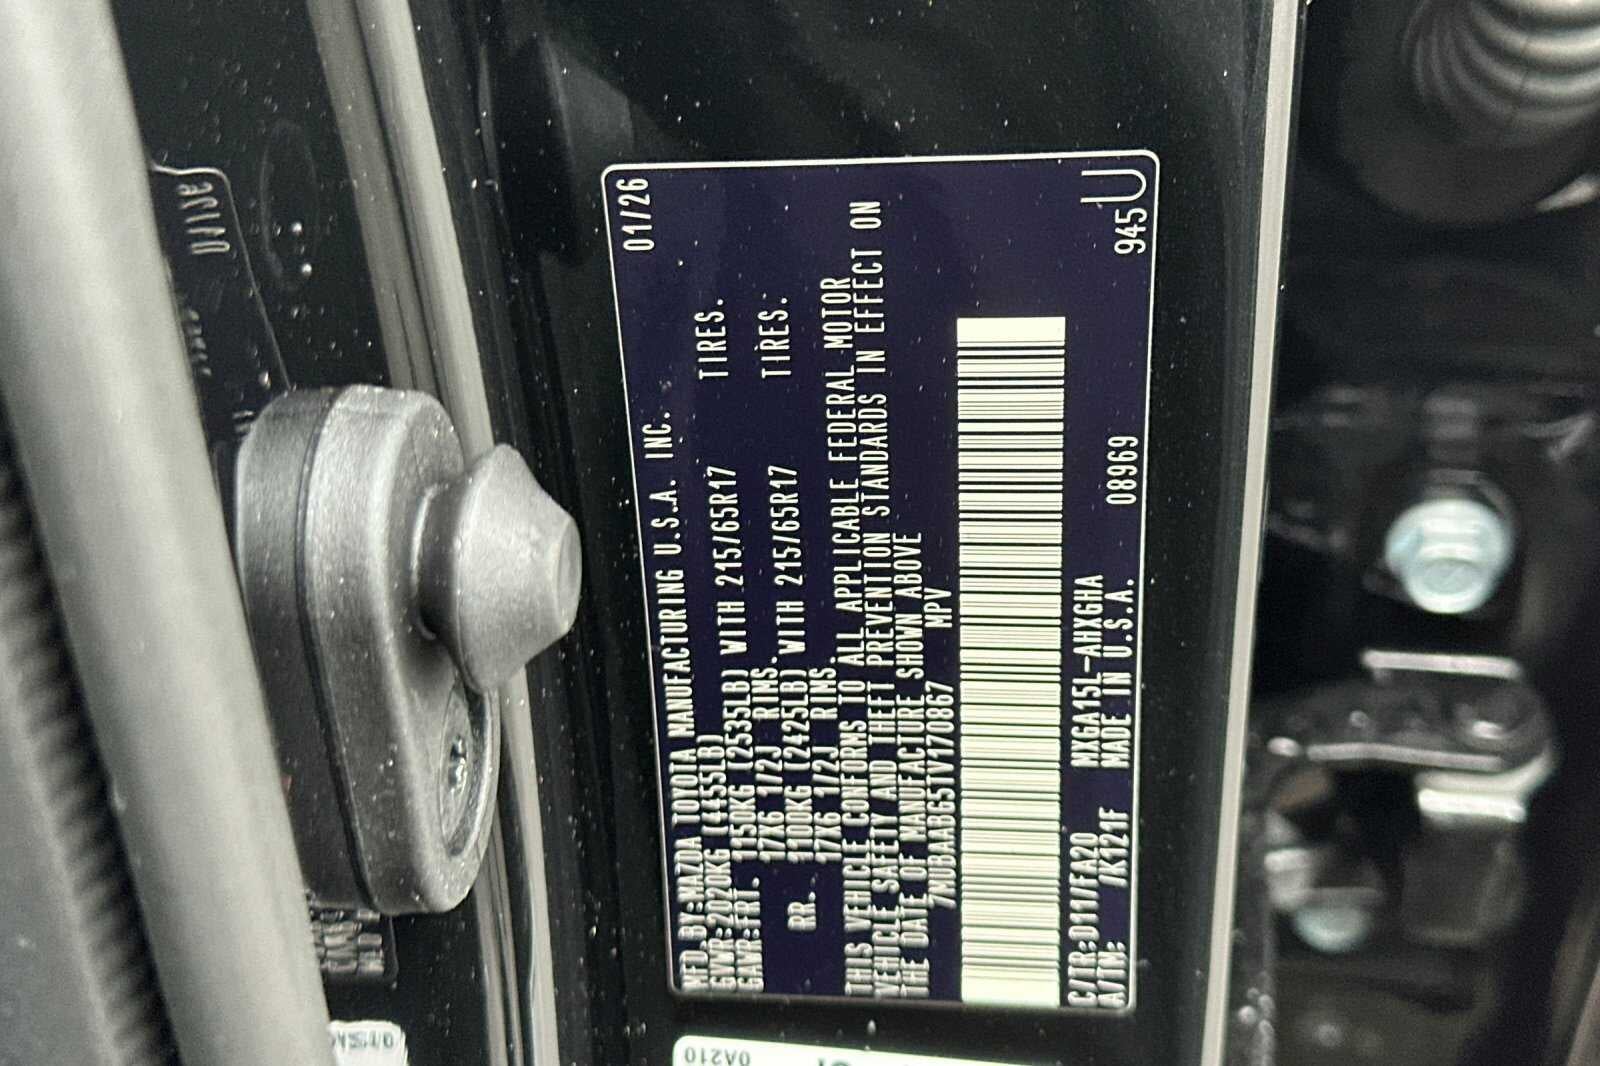 01/26
MFD.BY:MAZDA TOYOTA MANUFACTURING U.S.A. INC.
GVWR:2020KG (4455LB)
GAWR:FRT. 1150KG (2535LB) WITH 215/65R17 TIRES.
17X6 1/2J RIMS.
RR. 1100KG (2425LB) WITH 215/65R17 TIRES.
17X6 1/2J RIMS.
THIS VEHICLE CONFORMS TO ALL APPLICABLE FEDERAL MOTOR
VEHICLE SAFETY AND THEFT PREVENTION STANDARDS IN EFFECT ON
THE DATE OF MANUFACTURE SHOWN ABOVE
7MUBAABG5TV170867 MPV
C/TR:D11/FA20 MXGA15L-AHXGHA 08969 945 U
A/TM: /K121F MADE IN U.S.A.
0A210